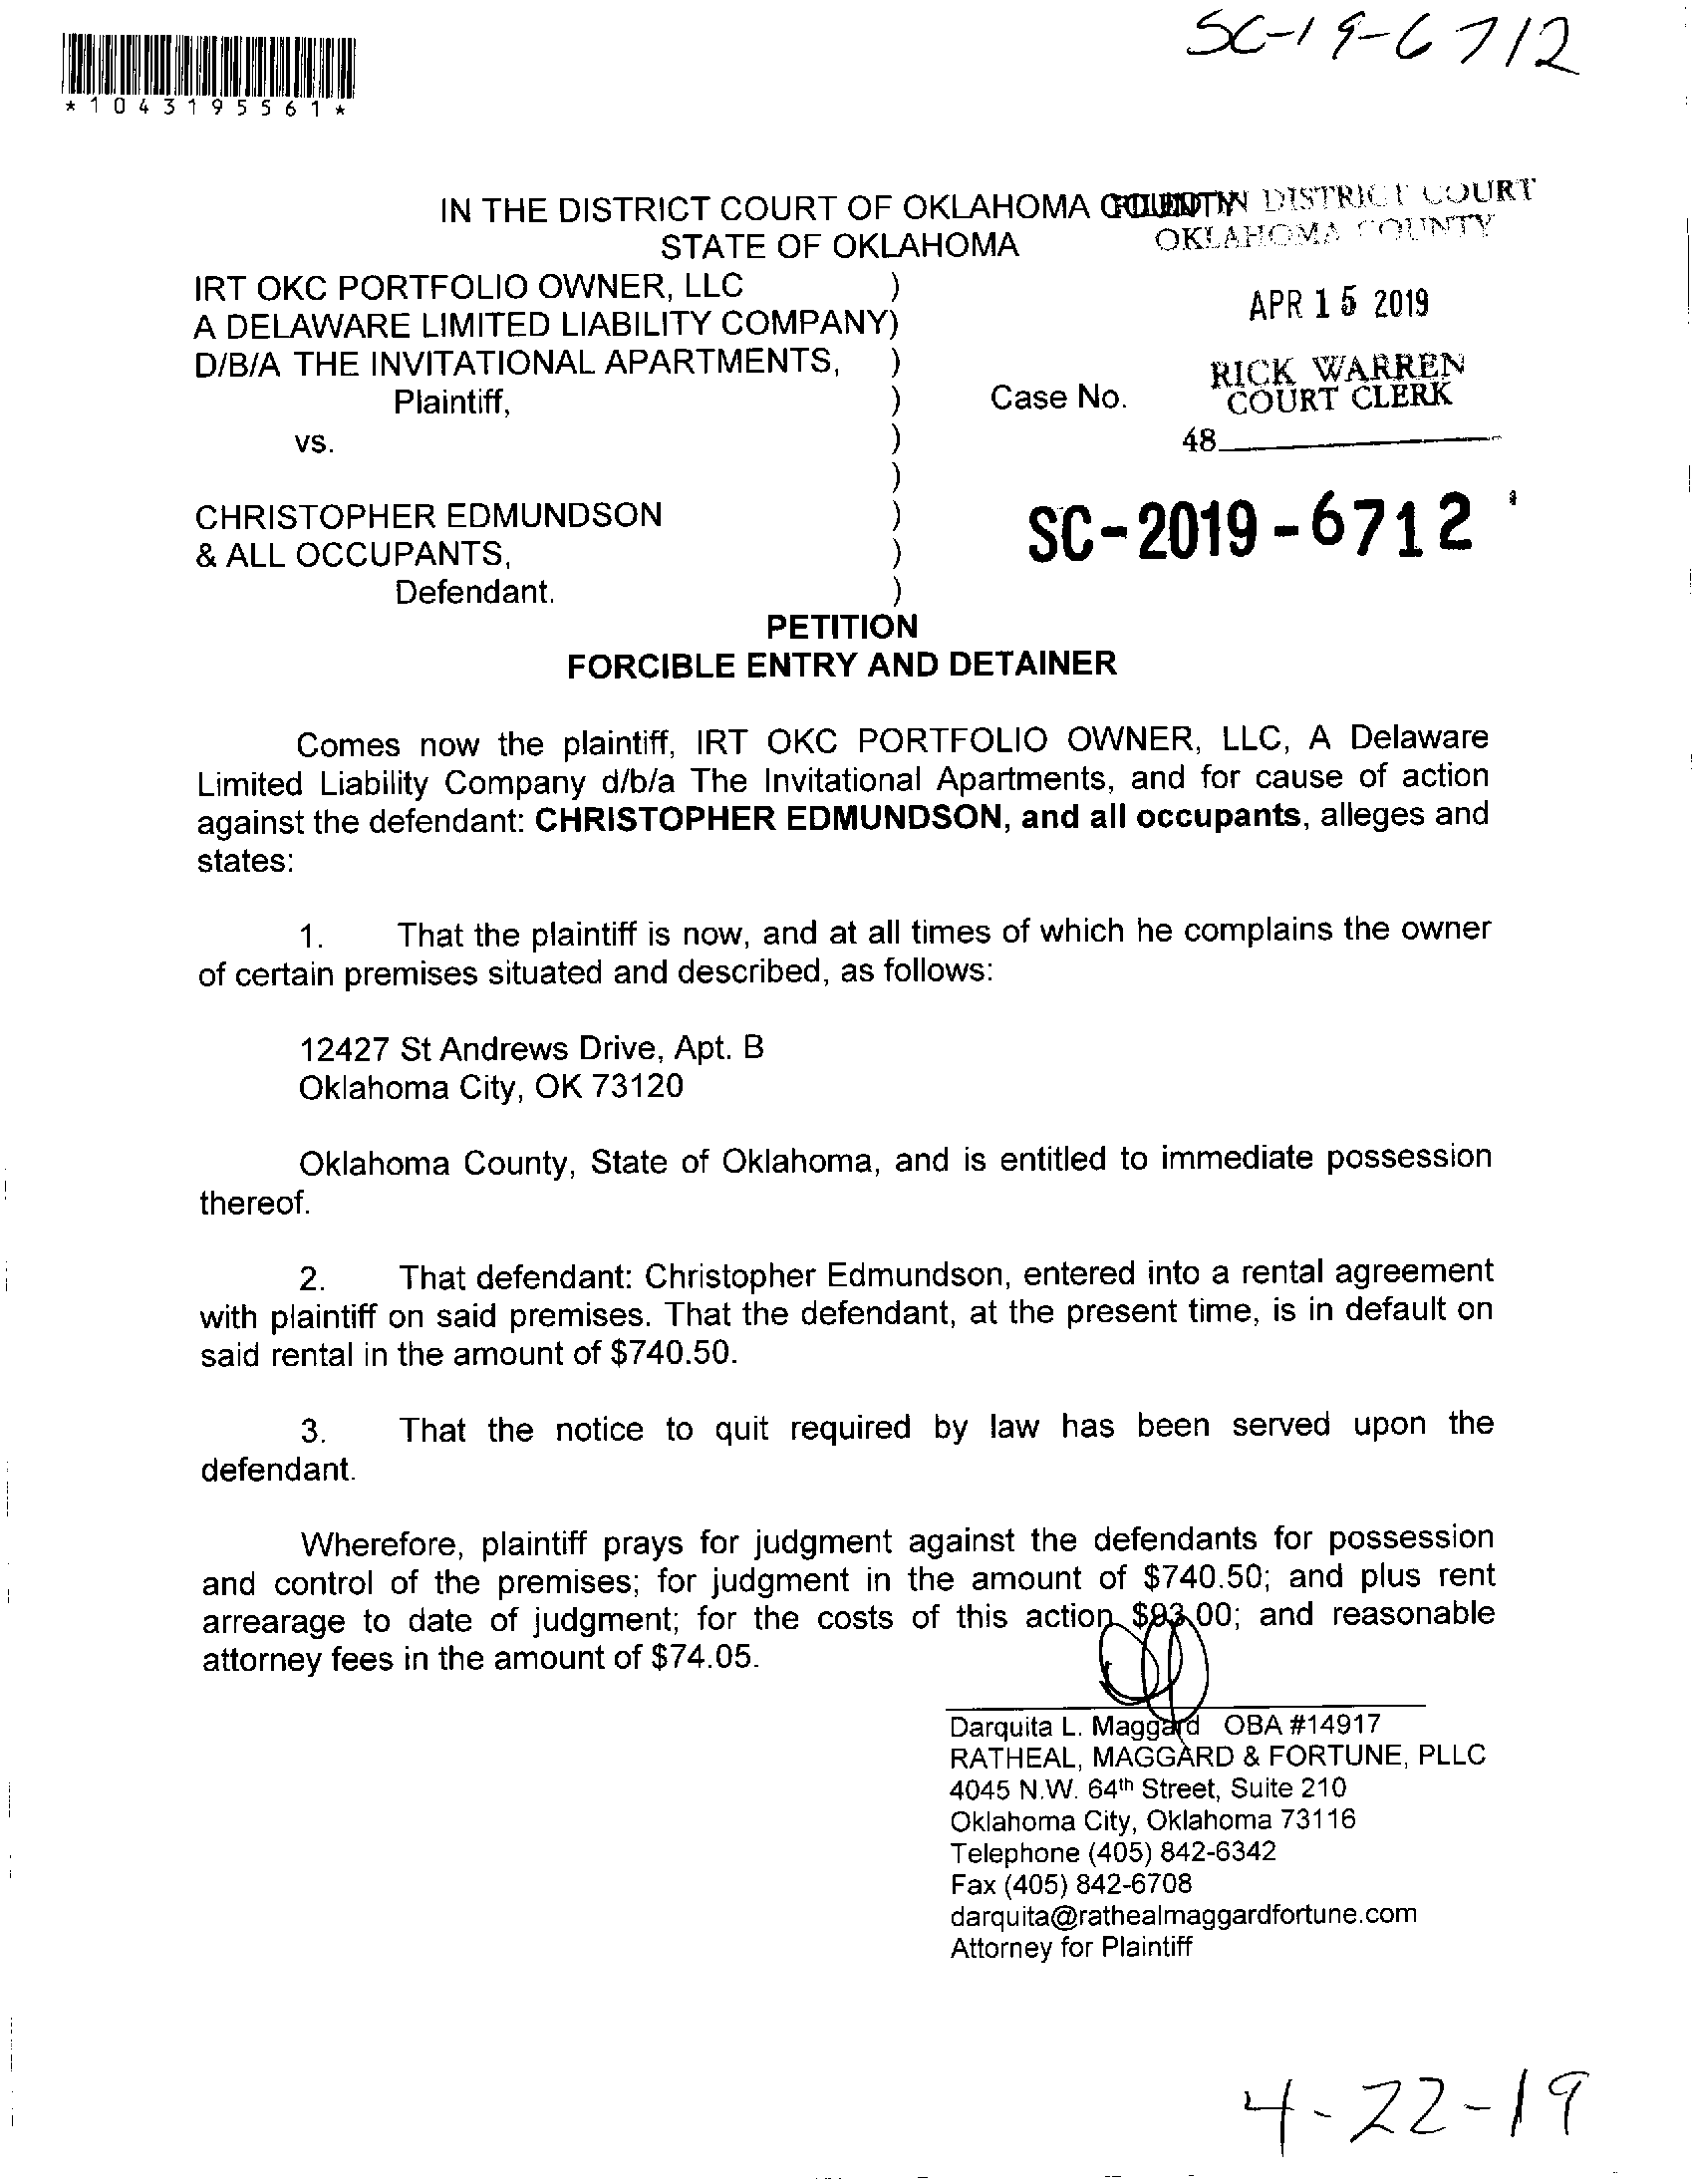 SC-19-6712
*1043195561*
IN THE DISTRICT COURT OF OKLAHOMA COUNTY
FILED IN DISTRICT COURT
STATE OF OKLAHOMA
OKLAHOMA COUNTY
IRT OKC PORTFOLIO OWNER, LLC )
A DELAWARE LIMITED LIABILITY COMPANY)
APR 15 2019
D/B/A THE INVITATIONAL APARTMENTS, )
RICK WARREN
COURT CLERK
Plaintiff, ) Case No.
vs. )
48
)
CHRISTOPHER EDMUNDSON )
SC-2019-6712
& ALL OCCUPANTS, )
Defendant. )
PETITION
FORCIBLE ENTRY AND DETAINER
Comes now the plaintiff, IRT OKC PORTFOLIO OWNER, LLC, A Delaware
Limited Liability Company d/b/a The Invitational Apartments, and for cause of action
against the defendant: CHRISTOPHER EDMUNDSON, and all occupants, alleges and
states:
1. That the plaintiff is now, and at all times of which he complains the owner
of certain premises situated and described, as follows:
12427 St Andrews Drive, Apt. B
Oklahoma City, OK 73120
Oklahoma County, State of Oklahoma, and is entitled to immediate possession
thereof.
2. That defendant: Christopher Edmundson, entered into a rental agreement
with plaintiff on said premises. That the defendant, at the present time, is in default on
said rental in the amount of $740.50.
3. That the notice to quit required by law has been served upon the
defendant.
Wherefore, plaintiff prays for judgment against the defendants for possession
and control of the premises; for judgment in the amount of $740.50; and plus rent
arrearage to date of judgment; for the costs of this action $93.00; and reasonable
attorney fees in the amount of $74.05.
Darquita L. Maggard OBA #14917
RATHEAL, MAGGARD & FORTUNE, PLLC
4045 N.W. 64th Street, Suite 210
Oklahoma City, Oklahoma 73116
Telephone (405) 842-6342
Fax (405) 842-6708
darquita@rathealmaggardfortune.com
Attorney for Plaintiff
4-22-19